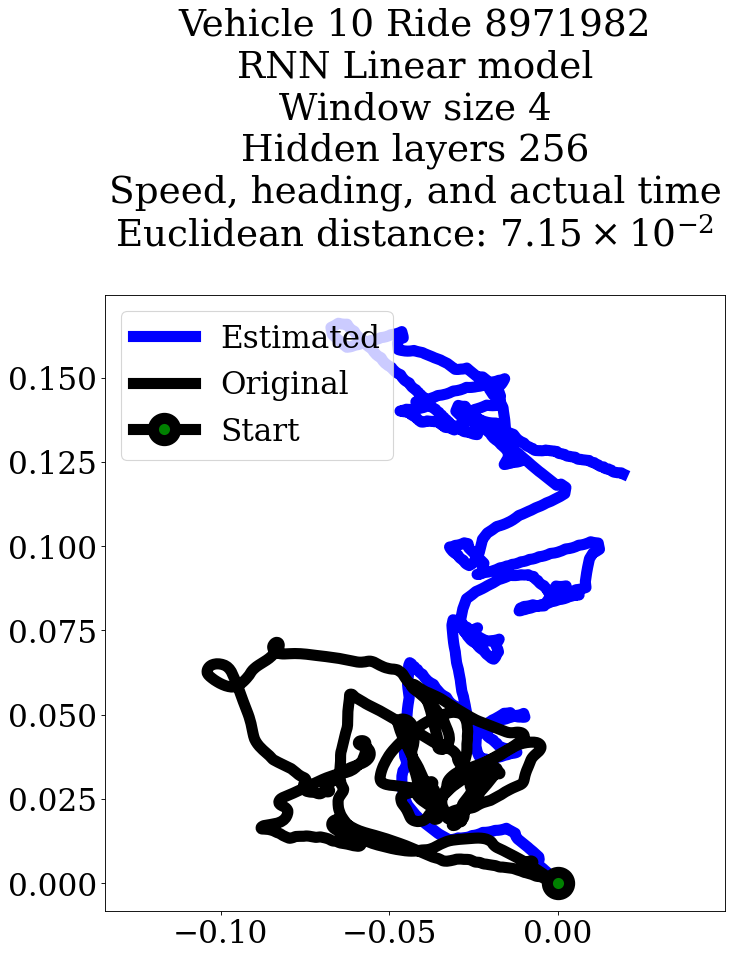 Vehicle 10 Ride 8971982
RNN Linear model
Window size 4
Hidden layers 256
Speed, heading, and actual time
Euclidean distance: 7.15 × 10⁻²
Estimated
Original
Start
0.150
0.125
0.100
0.075
0.050
0.025
0.000
−0.10 −0.05 0.00